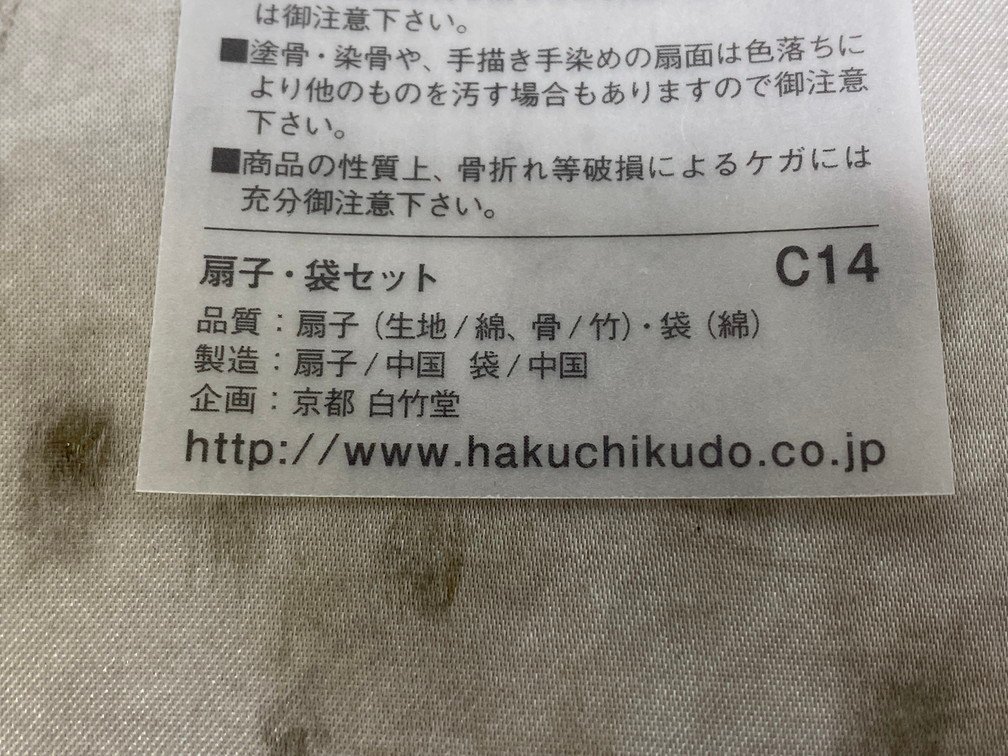 は御注意下さい。
■塗骨・染骨や、手描き手染めの扇面は色落ちに
より他のものを汚す場合もありますので御注意
下さい。
■商品の性質上、骨折れ等破損によるケガには
充分御注意下さい。
扇子・袋セット C14
品質：扇子（生地/綿、骨/竹）・袋（綿）
製造：扇子/中国 袋/中国
企画：京都 白竹堂
http://www.hakuchikudo.co.jp